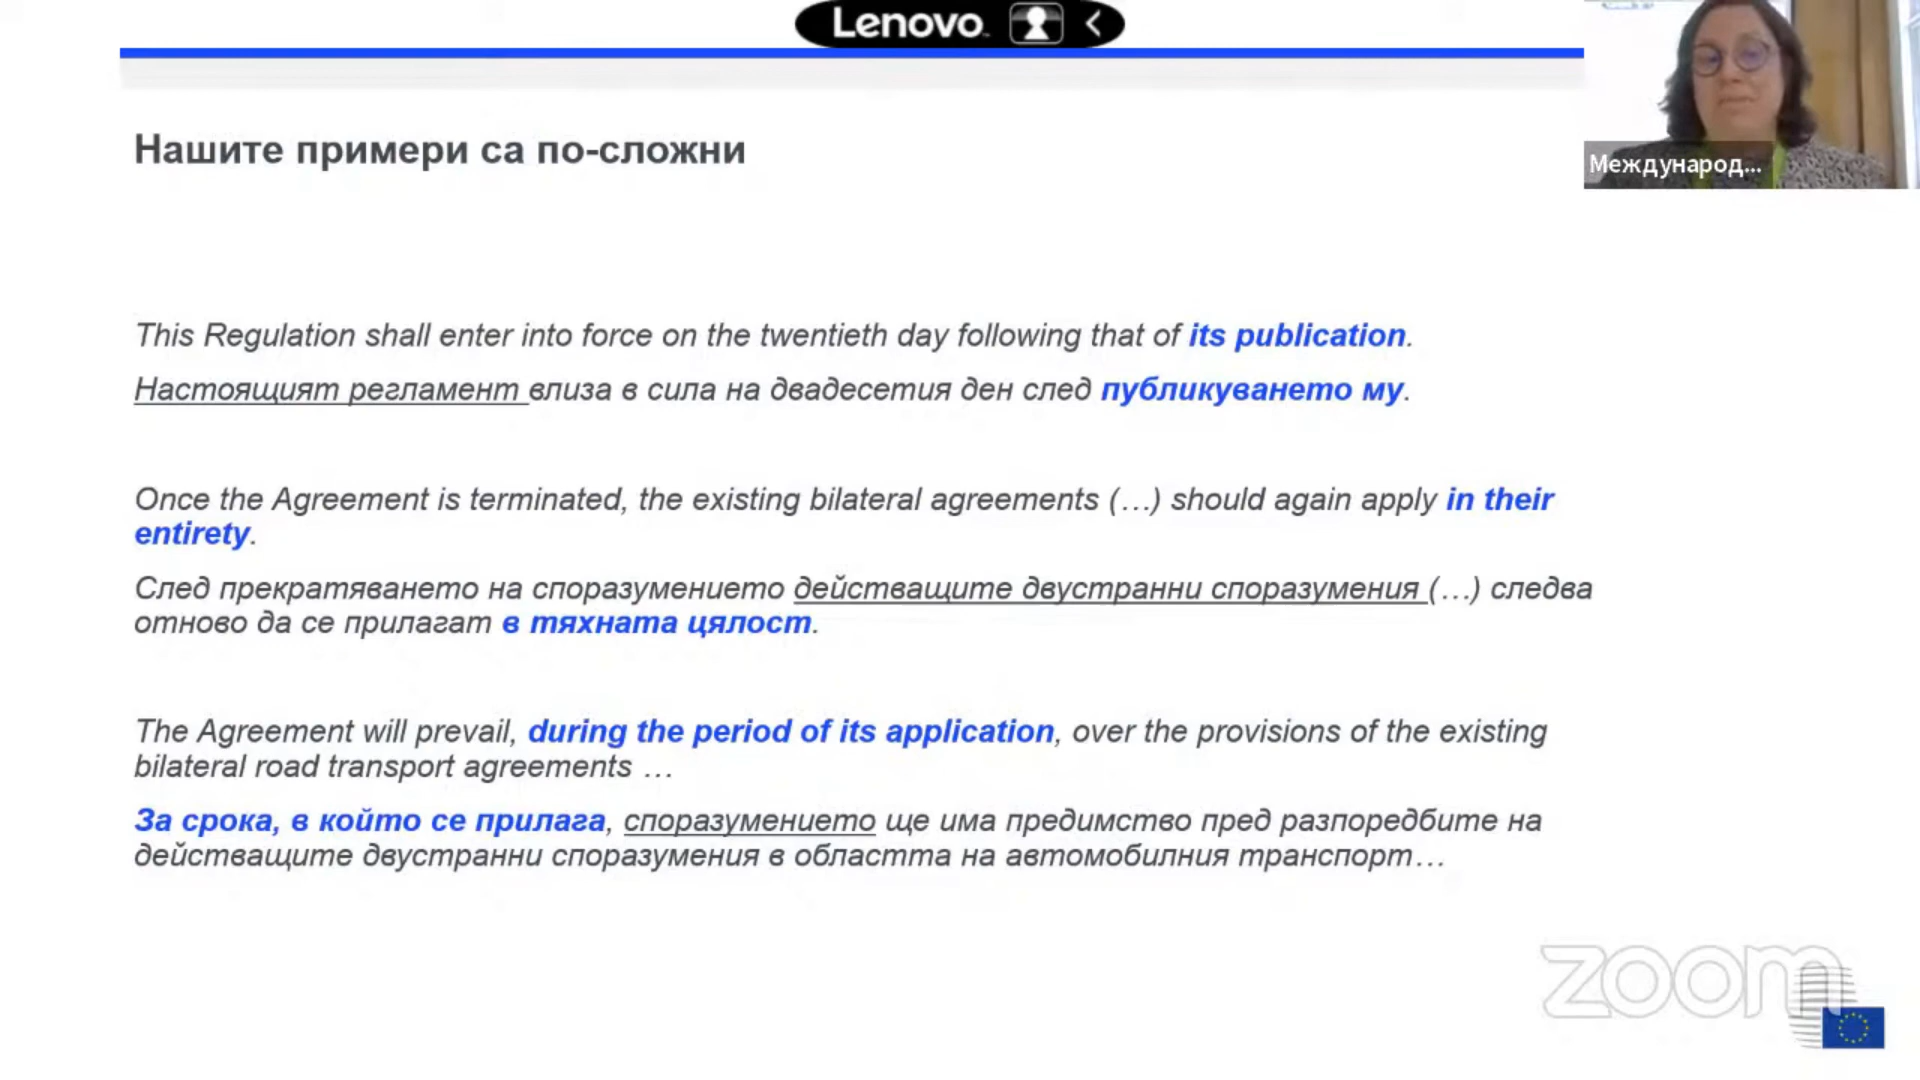 Lenovo
Нашите примери са по-сложни
Международ...
This Regulation shall enter into force on the twentieth day following that of its publication.
Настоящият регламент влиза в сила на двадесетия ден след публикуването му.
Once the Agreement is terminated, the existing bilateral agreements (…) should again apply in their
entirety.
След прекратяването на споразумението действащите двустранни споразумения (…) следва
отново да се прилагат в тяхната цялост.
The Agreement will prevail, during the period of its application, over the provisions of the existing
bilateral road transport agreements …
За срока, в който се прилага, споразумението ще има предимство пред разпоредбите на
действащите двустранни споразумения в областта на автомобилния транспорт…
zoom